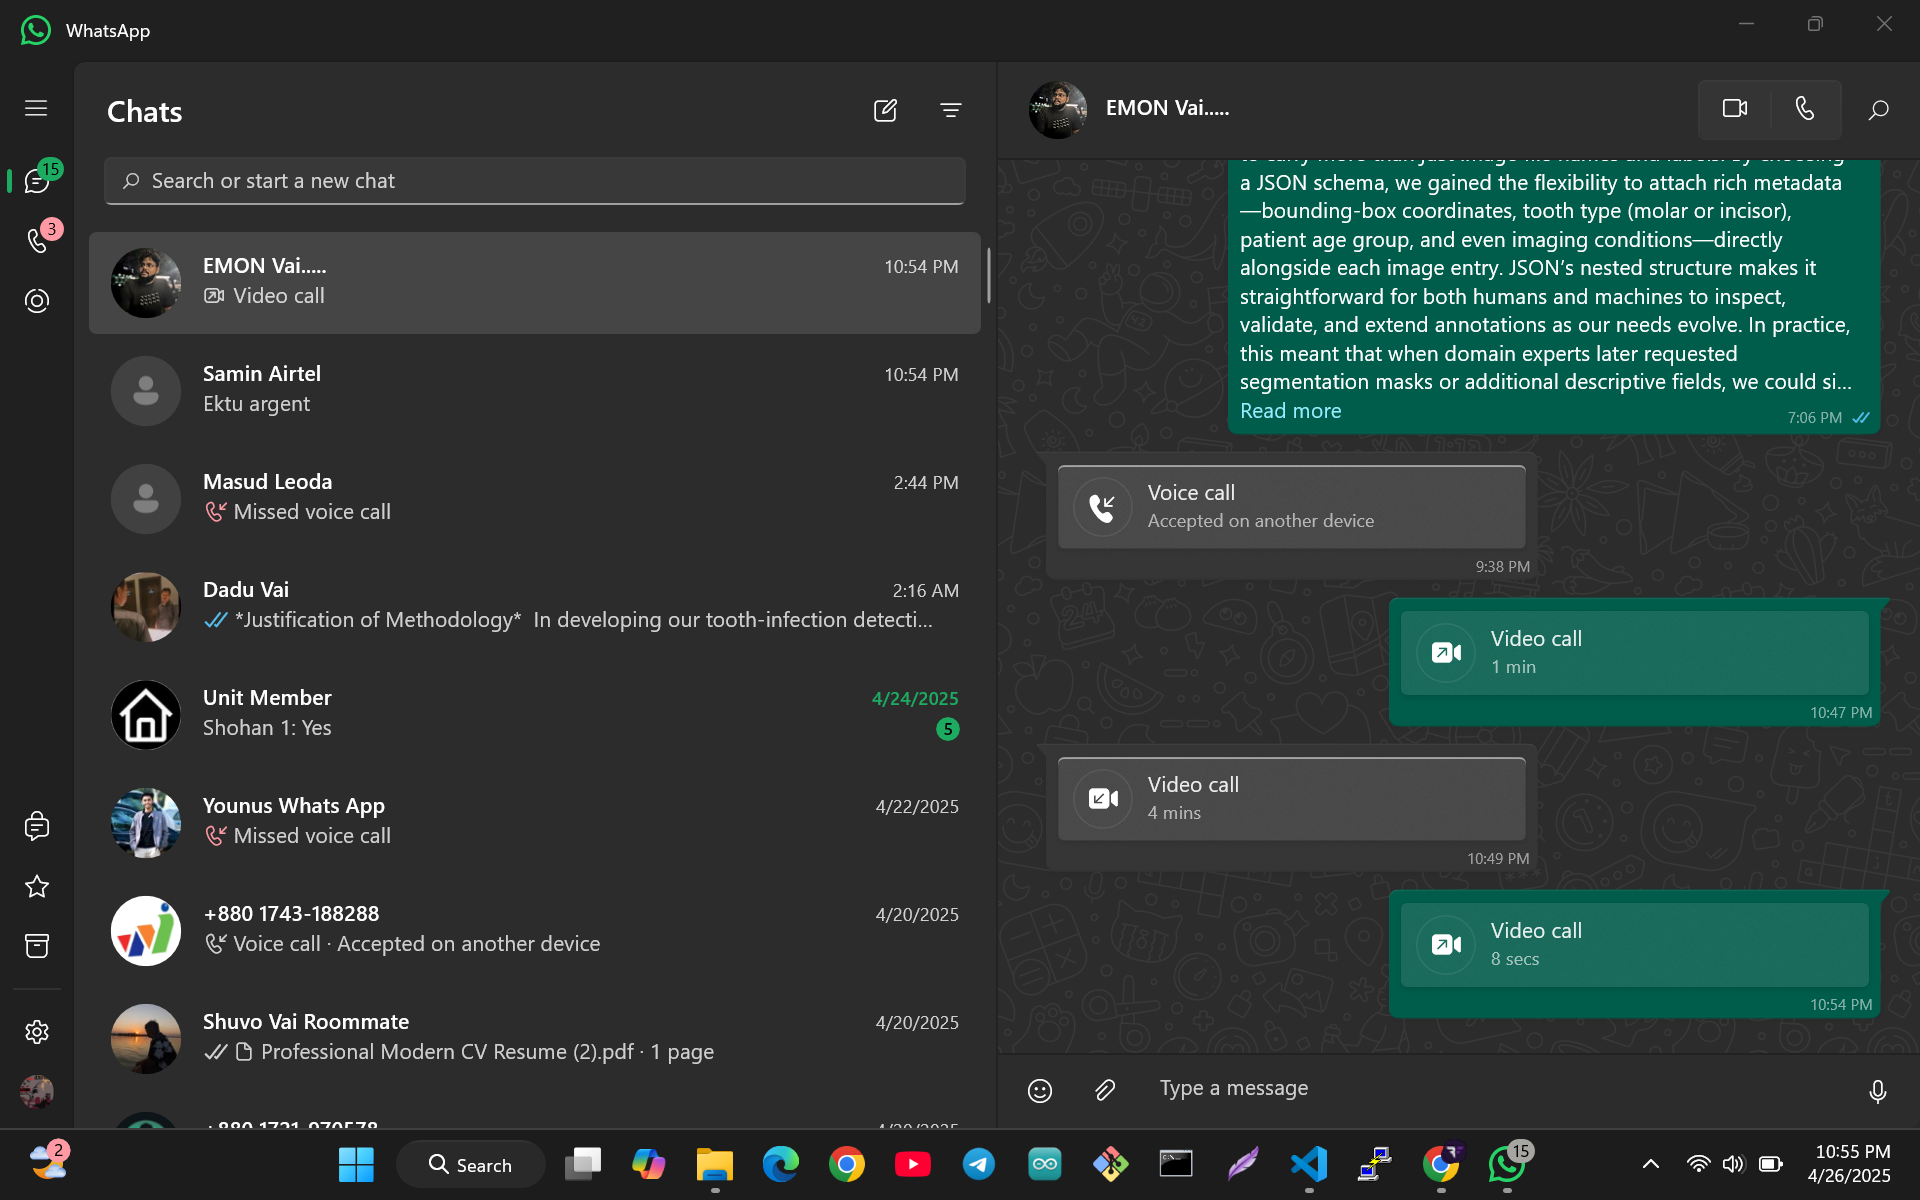 WhatsApp
Chats
15
3
Search or start a new chat
EMON Vai.....
10:54 PM
Video call
Samin Airtel
10:54 PM
Ektu argent
Masud Leoda
2:44 PM
Missed voice call
Dadu Vai
2:16 AM
*Justification of Methodology* In developing our tooth-infection detecti...
Unit Member
4/24/2025
Shohan 1: Yes
5
Younus Whats App
4/22/2025
Missed voice call
+880 1743-188288
4/20/2025
Voice call · Accepted on another device
Shuvo Vai Roommate
4/20/2025
Professional Modern CV Resume (2).pdf · 1 page
EMON Vai.....
a JSON schema, we gained the flexibility to attach rich metadata
—bounding-box coordinates, tooth type (molar or incisor),
patient age group, and even imaging conditions—directly
alongside each image entry. JSON’s nested structure makes it
straightforward for both humans and machines to inspect,
validate, and extend annotations as our needs evolve. In practice,
this meant that when domain experts later requested
segmentation masks or additional descriptive fields, we could si...
Read more
7:06 PM
Voice call
Accepted on another device
9:38 PM
Video call
1 min
10:47 PM
Video call
4 mins
10:49 PM
Video call
8 secs
10:54 PM
Type a message
2
Search
15
10:55 PM
4/26/2025